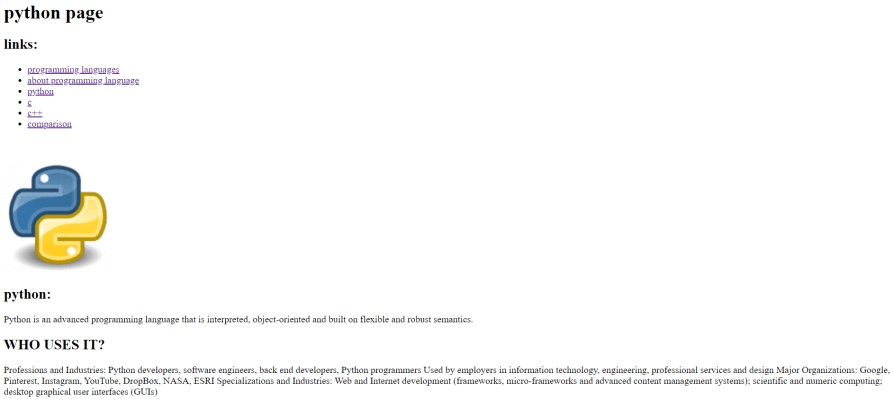 python page
links:
programming languages
about programming language
python
c
c++
comparison
python:
Python is an advanced programming language that is interpreted, object-oriented and built on flexible and robust semantics.
WHO USES IT?
Professions and Industries: Python developers, software engineers, back end developers, Python programmers Used by employers in information technology, engineering, professional services and design Major Organizations: Google,
Pinterest, Instagram, YouTube, DropBox, NASA, ESRI Specializations and Industries: Web and Internet development (frameworks, micro-frameworks and advanced content management systems); scientific and numeric computing;
desktop graphical user interfaces (GUIs)